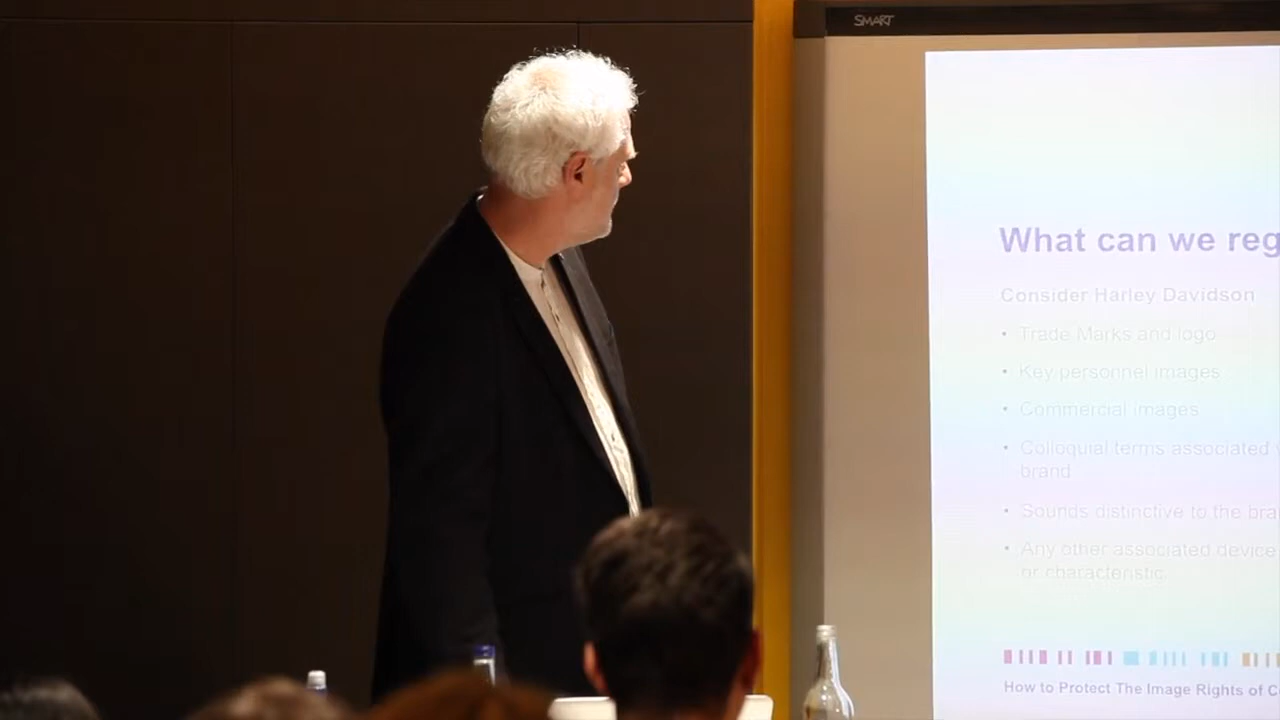 SMART
What can we reg
Consider Harley Davidson
• Trade Marks and logo
• Key personnel images
• Commercial images
• Colloquial terms associated
brand
• Sounds distinctive to the bra
• Any other associated device
or characteristic.
How to Protect The Image Rights of C